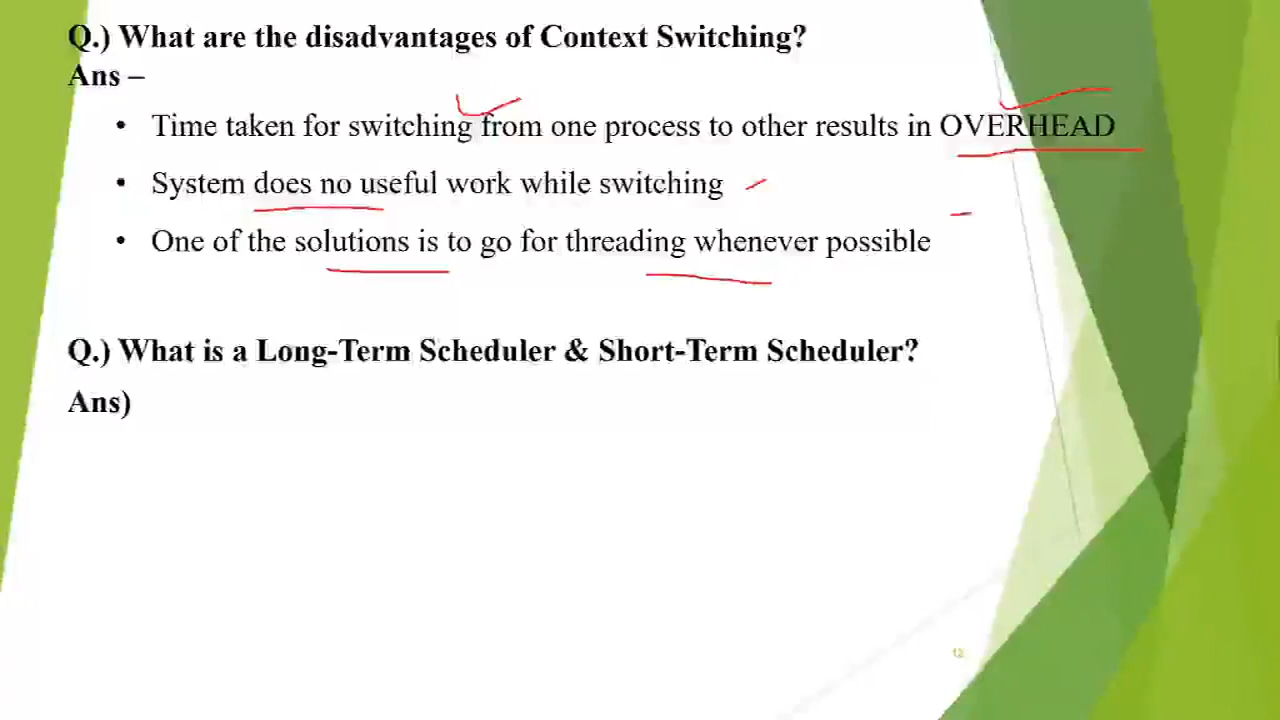 Q.) What are the disadvantages of Context Switching?
Ans –
• Time taken for switching from one process to other results in OVERHEAD
• System does no useful work while switching
• One of the solutions is to go for threading whenever possible
Q.) What is a Long-Term Scheduler & Short-Term Scheduler?
Ans)
12